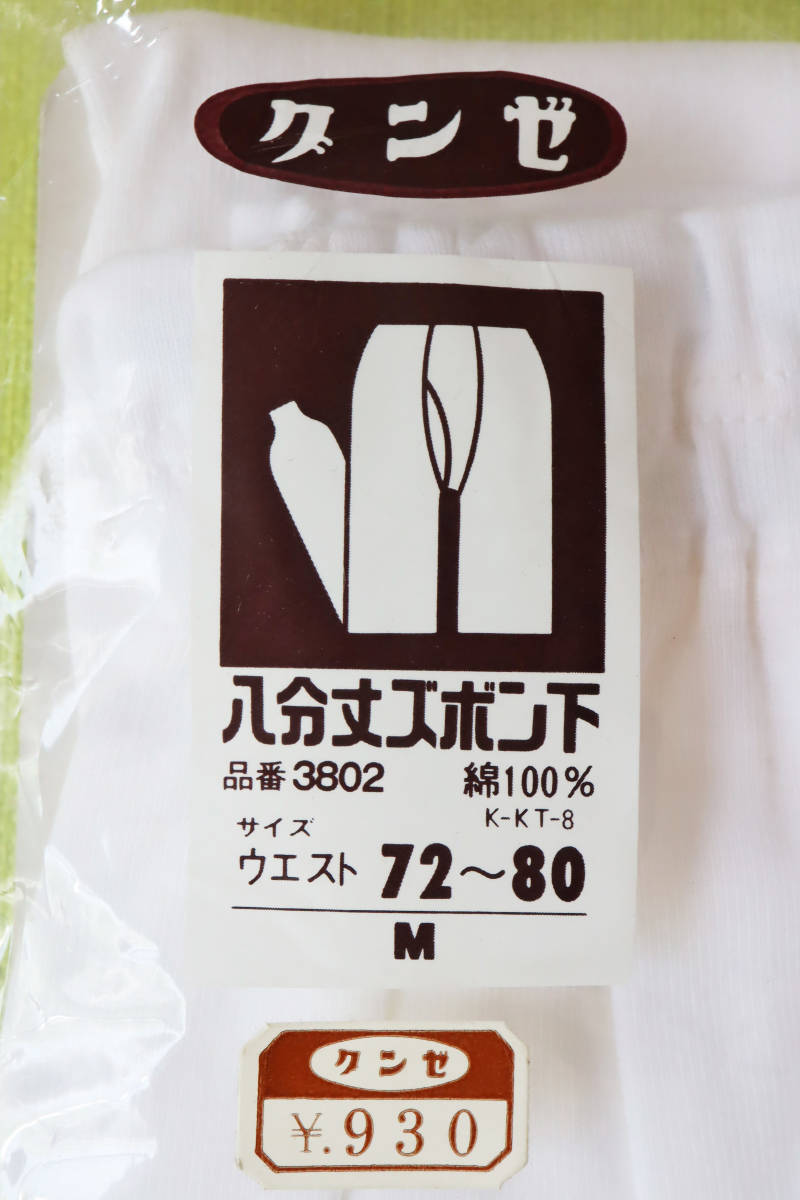 グンゼ
八分丈ズボン下
品番3802 綿100%
K-KT-8
サイズ
ウエスト 72～80
M
グンゼ
¥.930